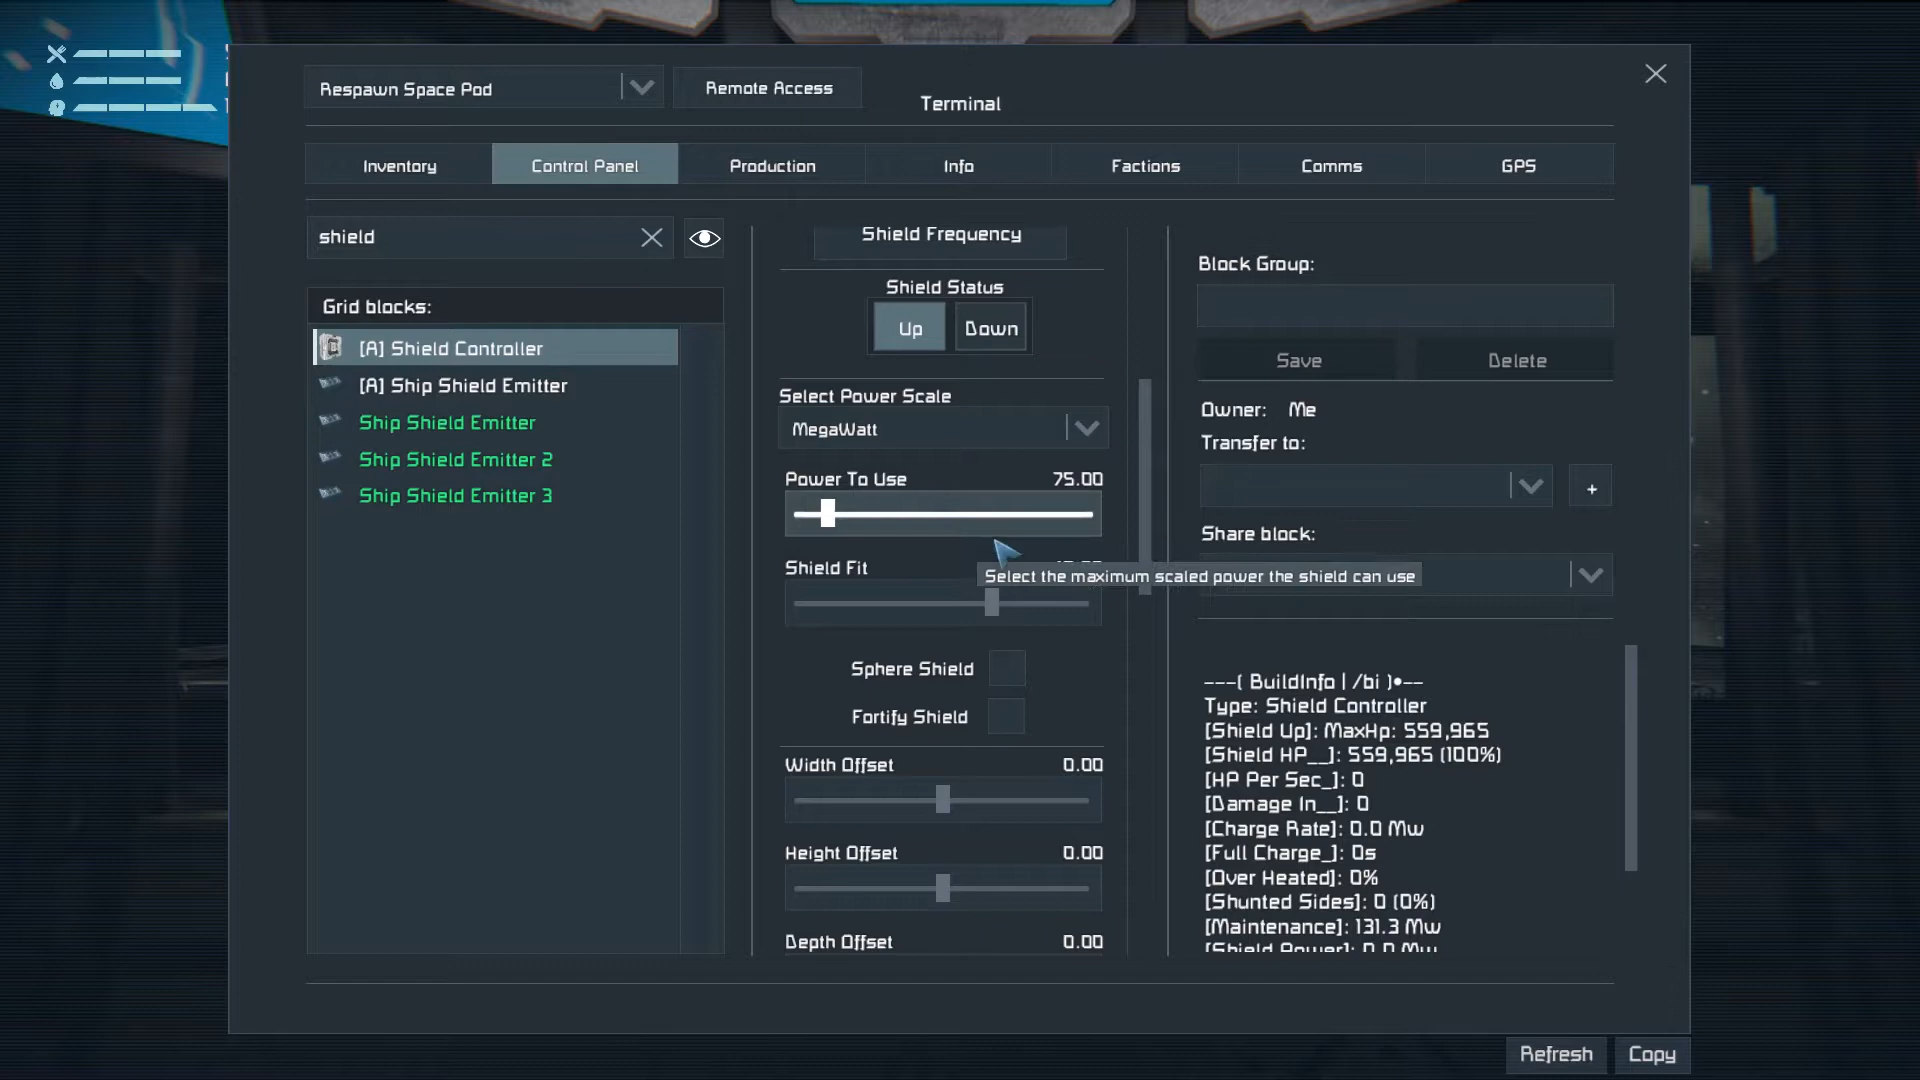 Respawn Space Pod
Remote Access
Terminal
Inventory
Control Panel
Production
Info
Factions
Comms
GPS
shield
Grid blocks:
[A] Shield Controller
[A] Ship Shield Emitter
Ship Shield Emitter
Ship Shield Emitter 2
Ship Shield Emitter 3
Shield Frequency
Shield Status
Up
Down
Select Power Scale
MegaWatt
Power To Use 75.00
Shield Fit
Select the maximum scaled power the shield can use
Sphere Shield
Fortify Shield
Width Offset 0.00
Height Offset 0.00
Depth Offset 0.00
Block Group:
Save
Delete
Owner: Me
Transfer to:
+
Share block:
---( BuildInfo | /bi )•--
Type: Shield Controller
[Shield Up]: MaxHp: 559,965
[Shield HP__]: 559,965 (100%)
[HP Per Sec_]: 0
[Damage In__]: 0
[Charge Rate]: 0.0 Mw
[Full Charge_]: 0s
[Over Heated]: 0%
[Shunted Sides]: 0 (0%)
[Maintenance]: 131.3 Mw
[Shield Power]: 0.0 Mw
Refresh
Copy